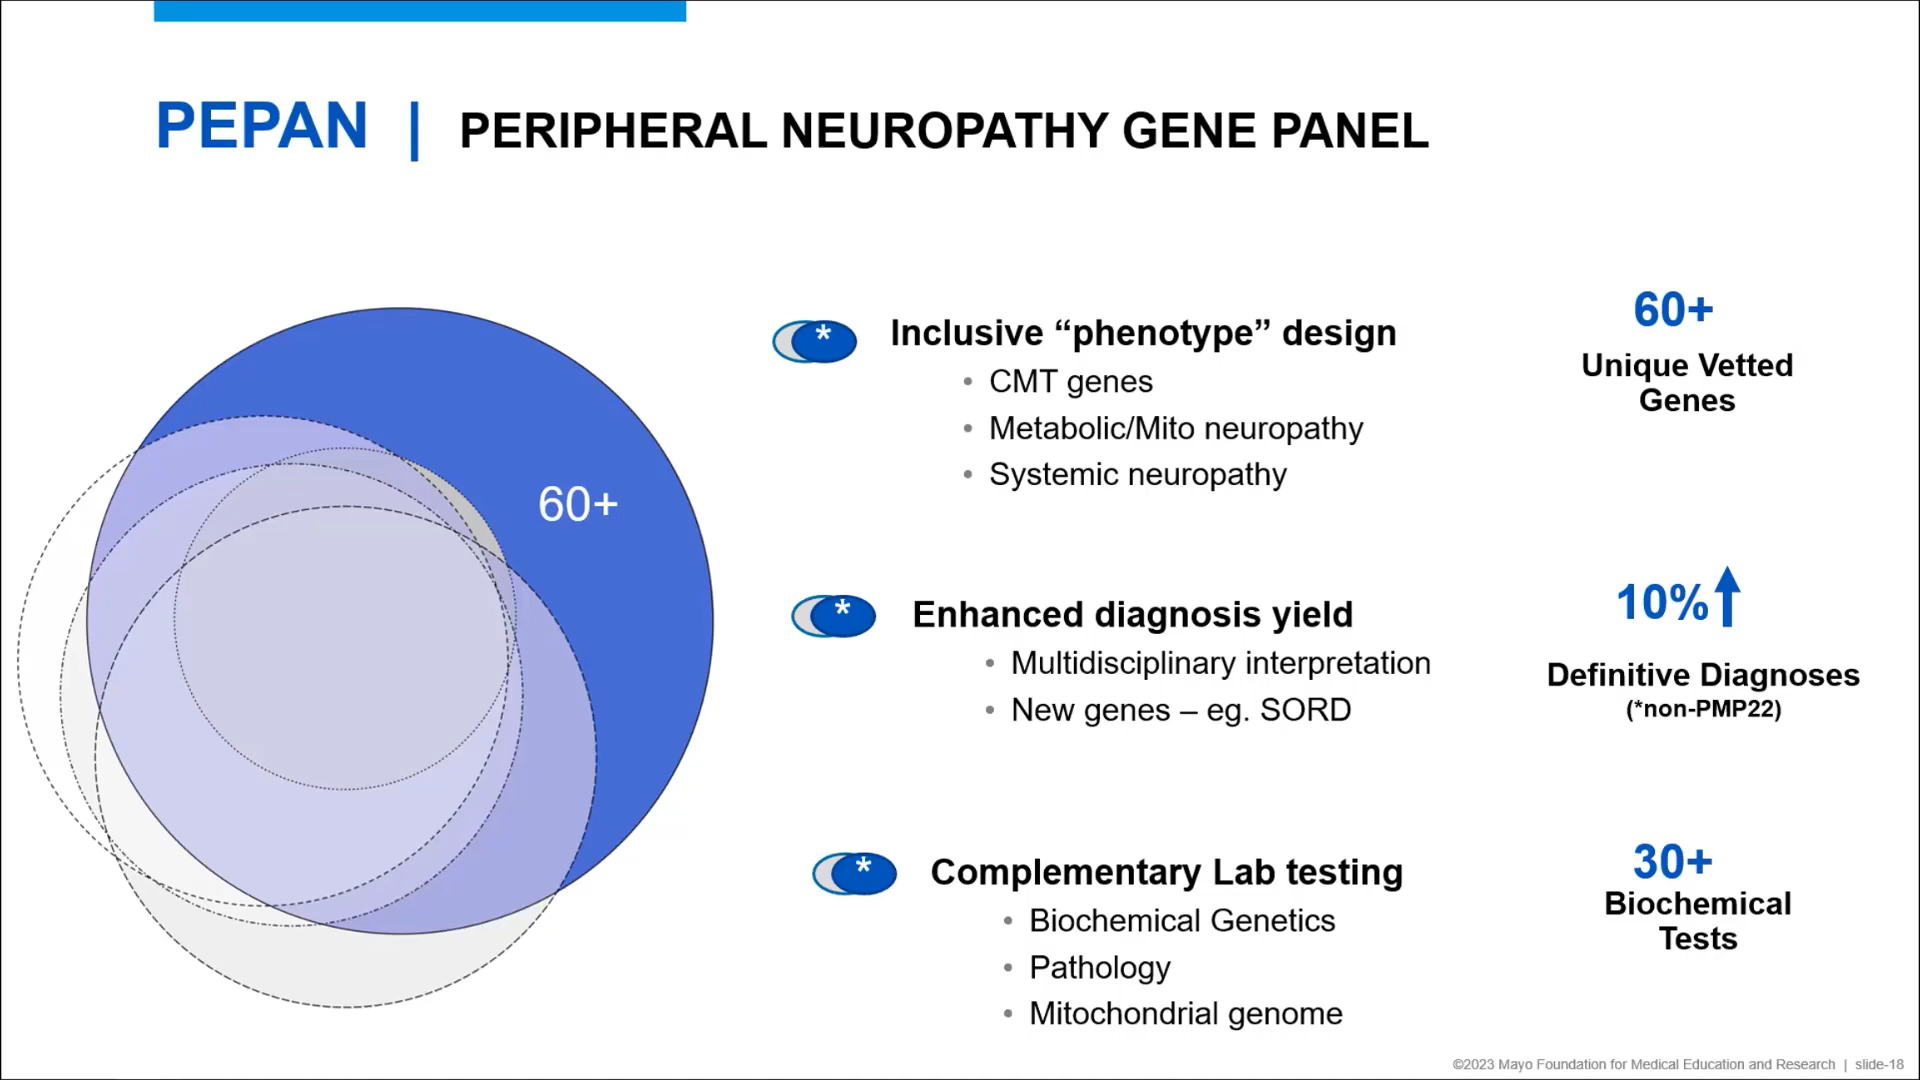 PEPAN | PERIPHERAL NEUROPATHY GENE PANEL
60+
* Inclusive “phenotype” design
• CMT genes
• Metabolic/Mito neuropathy
• Systemic neuropathy
60+
Unique Vetted
Genes
* Enhanced diagnosis yield
• Multidisciplinary interpretation
• New genes – eg. SORD
10%
Definitive Diagnoses
(*non-PMP22)
* Complementary Lab testing
• Biochemical Genetics
• Pathology
• Mitochondrial genome
30+
Biochemical
Tests
©2023 Mayo Foundation for Medical Education and Research | slide-18